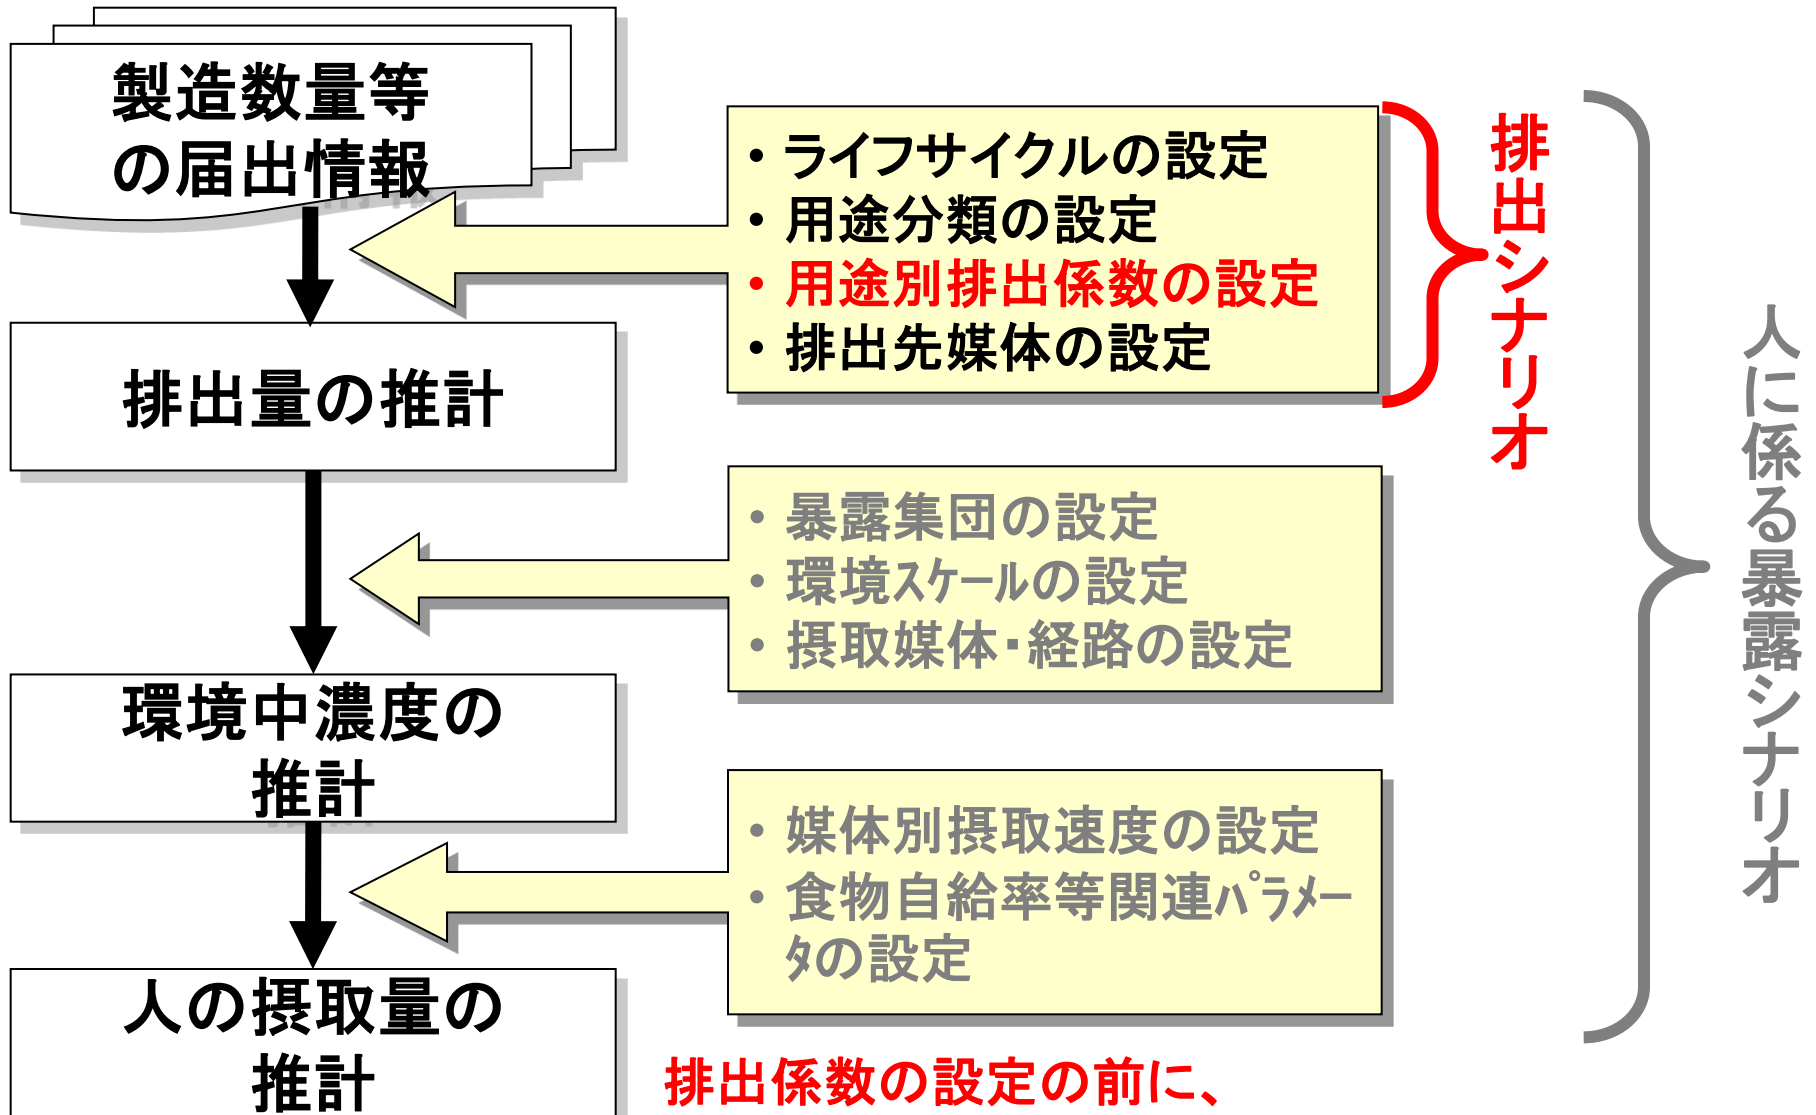 製造数量等
の届出情報
・ライフサイクルの設定
・用途分類の設定
・用途別排出係数の設定
・排出先媒体の設定
排出シナリオ
排出量の推計
・暴露集団の設定
・環境ｽｹｰﾙの設定
・摂取媒体・経路の設定
人に係る暴露シナリオ
環境中濃度の
推計
・媒体別摂取速度の設定
・食物自給率等関連ﾊﾟﾗﾒｰ
ﾀの設定
人の摂取量の
推計
排出係数の設定の前に、